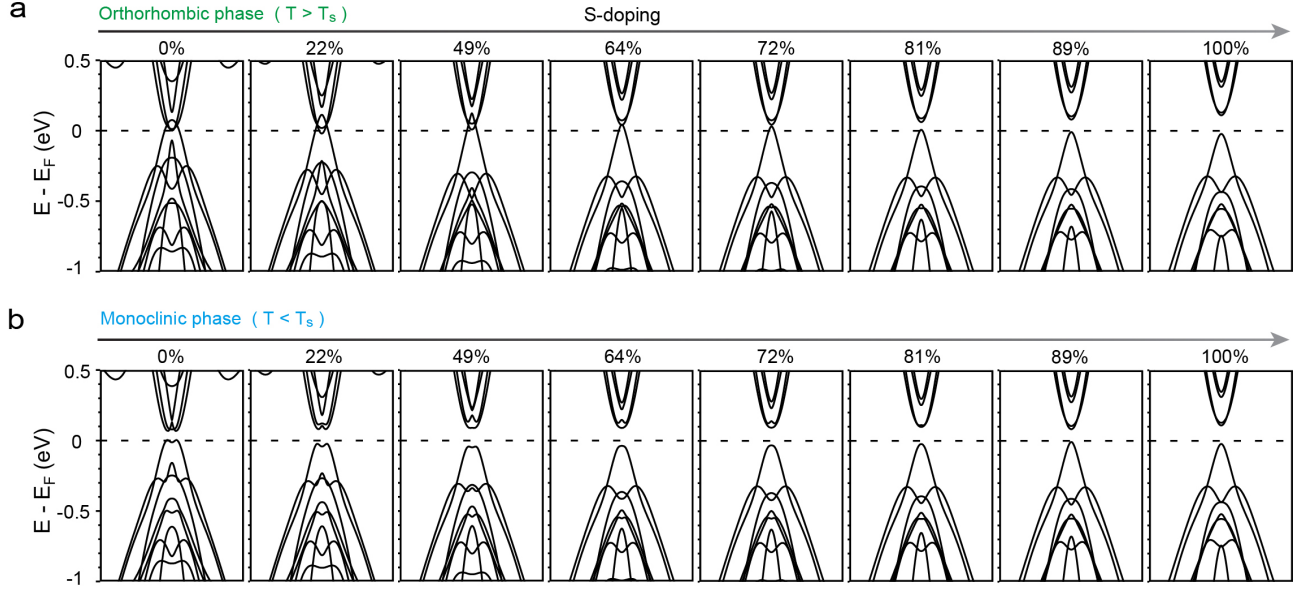 a
Orthorhombic phase ( T > Ts )
S-doping
0% 22% 49% 64% 72% 81% 89% 100%
0.5
0
-0.5
-1
E - EF (eV)
b
Monoclinic phase ( T < Ts )
0% 22% 49% 64% 72% 81% 89% 100%
0.5
0
-0.5
-1
E - EF (eV)